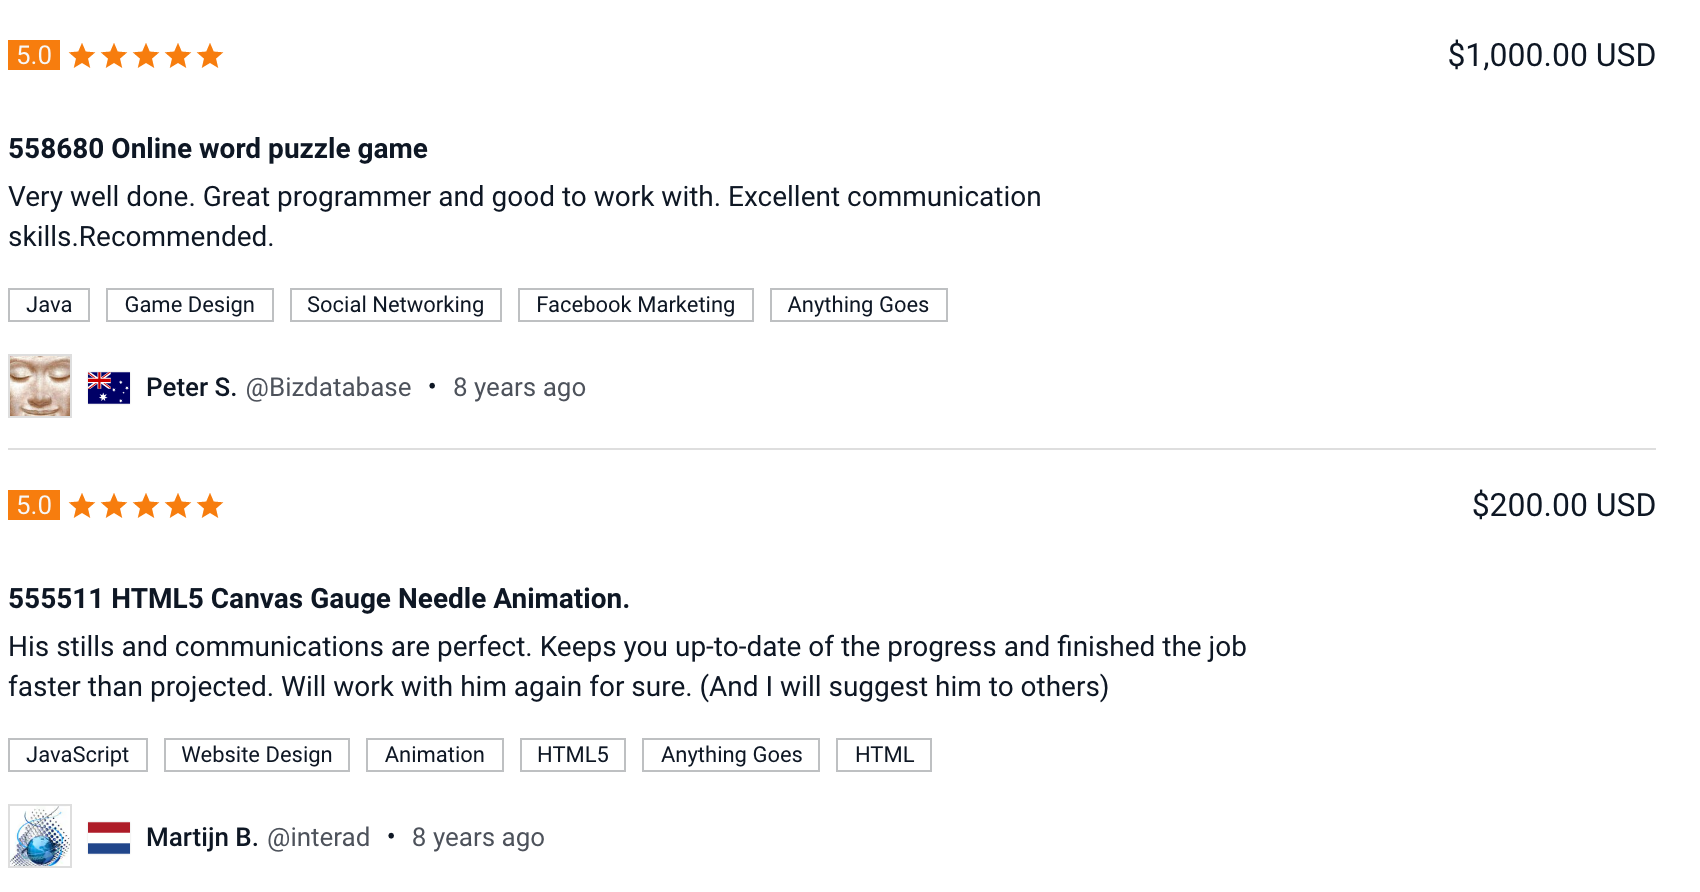 5.0
$1,000.00 USD
558680 Online word puzzle game
Very well done. Great programmer and good to work with. Excellent communication
skills.Recommended.
Java Game Design Social Networking Facebook Marketing Anything Goes
Peter S. @Bizdatabase • 8 years ago
5.0
$200.00 USD
555511 HTML5 Canvas Gauge Needle Animation.
His stills and communications are perfect. Keeps you up-to-date of the progress and finished the job
faster than projected. Will work with him again for sure. (And I will suggest him to others)
JavaScript Website Design Animation HTML5 Anything Goes HTML
Martijn B. @interad • 8 years ago